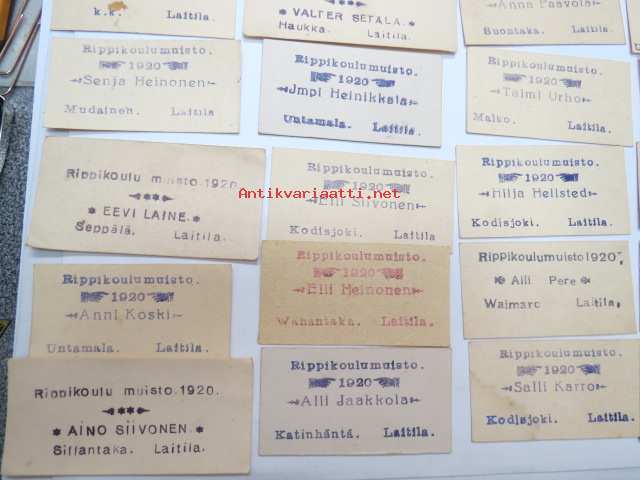 k.k. Laitila
VALTER SETÄLÄ.
Haukka. Laitila.
Anna Paavola
Suontaka. Laitila.
Rippikoulumuisto.
1920
Senja Heinonen
Mudainen. Laitila.
Rippikoulumuisto.
1920
Impi Heinikkala
Untamala. Laitila.
Rippikoulumuisto.
1920
Taimi Urho
Malko. Laitila.
Rippikoulu muisto.1920.
EEVI LAINE.
Seppälä. Laitila.
Rippikoulumuisto.
1920
Elli Siivonen
Kodisjoki. Laitila
Rippikoulumuisto.
1920
Hilja Hellsted
Kodisjoki. Laitila.
Antikvariaatti.net
Rippikoulumuisto.
1920
Anni Koski
Untamala. Laitila.
Rippikoulumuisto.
1920
Elli Heinonen
Wahantaka. Laitila.
Rippikoulumuisto 1920.
Aili Pere
Waimaro Laitila.
Rippikoulu muisto.1920.
AINO SIIVONEN.
Sillantaka. Laitila.
Rippikoulumuisto.
1920
Aili Jaakkola
Katinhäntä. Laitila.
Rippikoulumuisto.
1920
Salli Karro
Kodisjoki. Laitila.